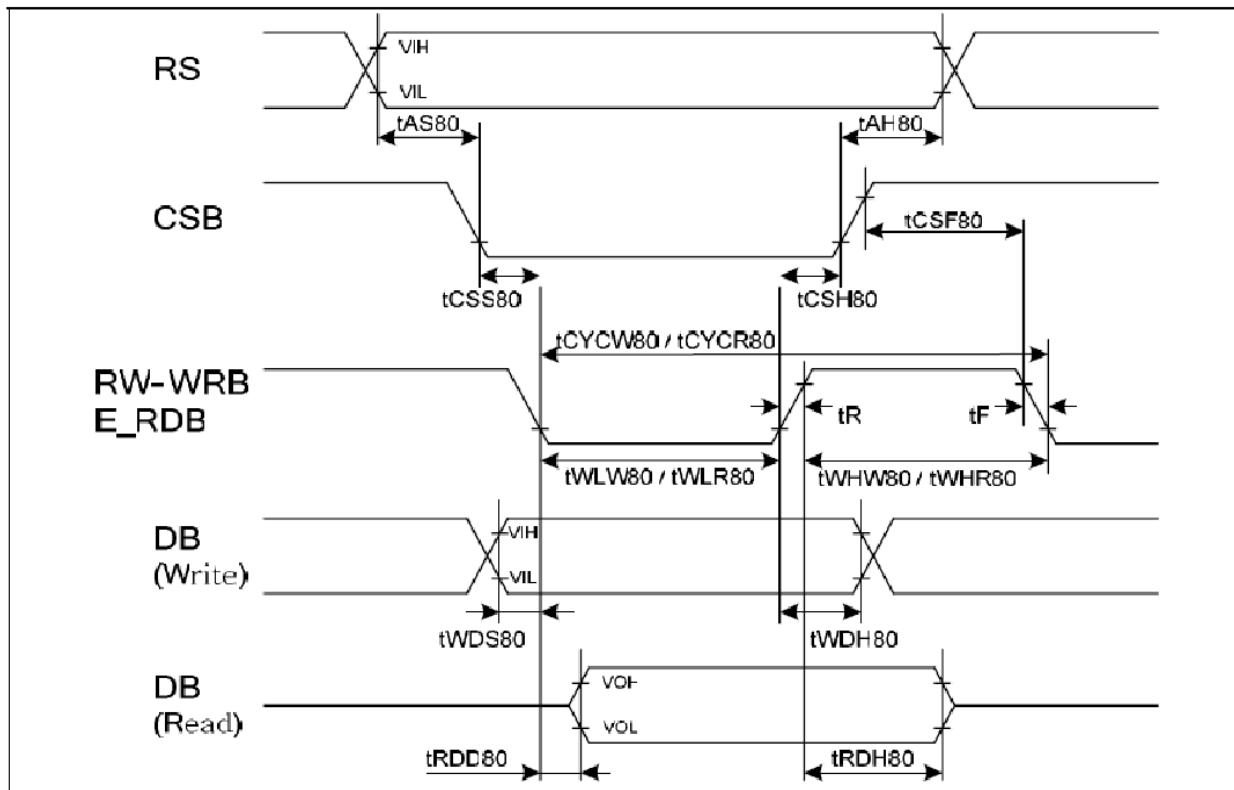 RS
VIH
VIL
tAS80
tAH80
CSB
tCSF80
tCSS80
tCSH80
tCYCW80 / tCYCR80
RW-WRB
E_RDB
tR
tF
tWLW80 / tWLR80
tWHW80 / tWHR80
DB
(Write)
VIH
VIL
tWDS80
tWDH80
DB
(Read)
VOH
VOL
tRDD80
tRDH80